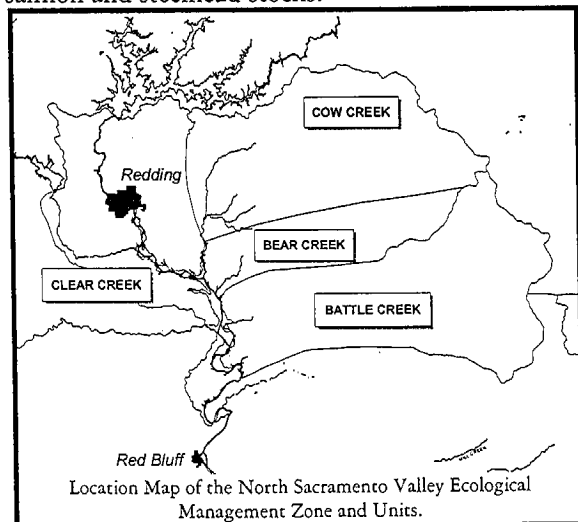 salmon and steelhead stocks.
COW CREEK
Redding
BEAR CREEK
CLEAR CREEK
BATTLE CREEK
Red Bluff
Location Map of the North Sacramento Valley Ecological
Management Zone and Units.